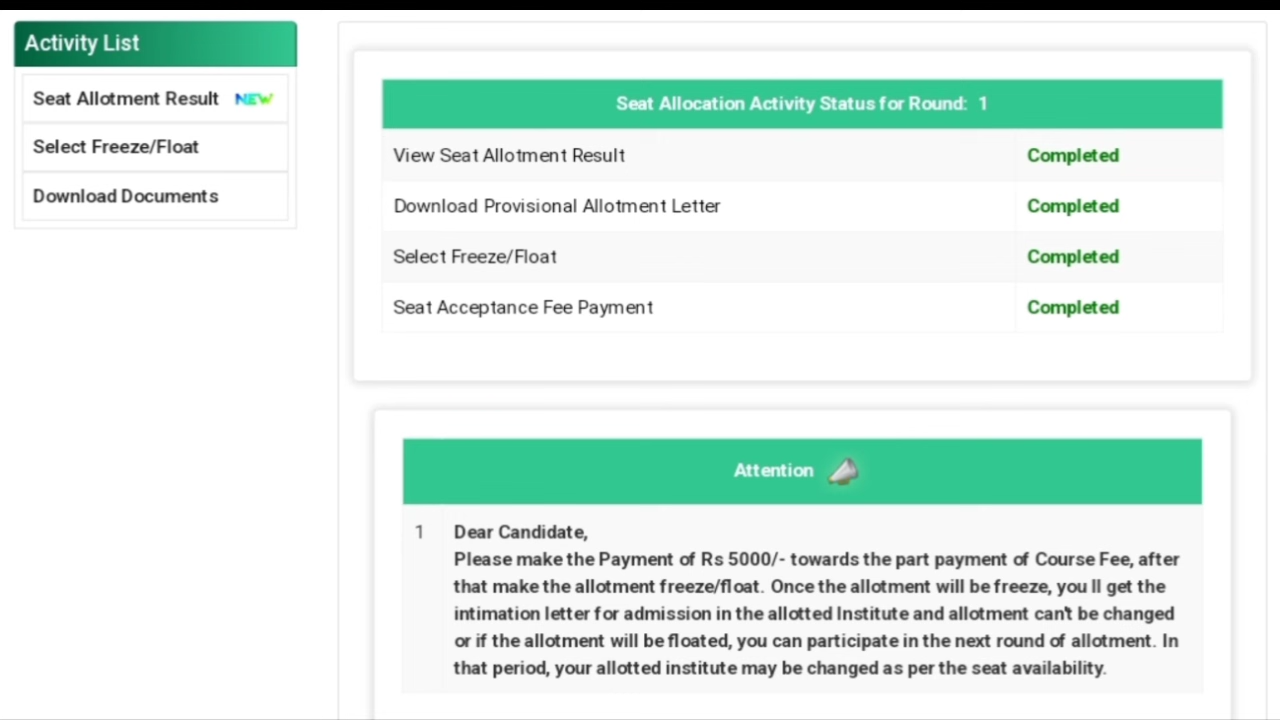 Activity List
Seat Allotment Result NEW
Select Freeze/Float
Download Documents
Seat Allocation Activity Status for Round: 1
View Seat Allotment Result Completed
Download Provisional Allotment Letter Completed
Select Freeze/Float Completed
Seat Acceptance Fee Payment Completed
Attention
1 Dear Candidate,
Please make the Payment of Rs 5000/- towards the part payment of Course Fee, after
that make the allotment freeze/float. Once the allotment will be freeze, you ll get the
intimation letter for admission in the allotted Institute and allotment can't be changed
or if the allotment will be floated, you can participate in the next round of allotment. In
that period, your allotted institute may be changed as per the seat availability.